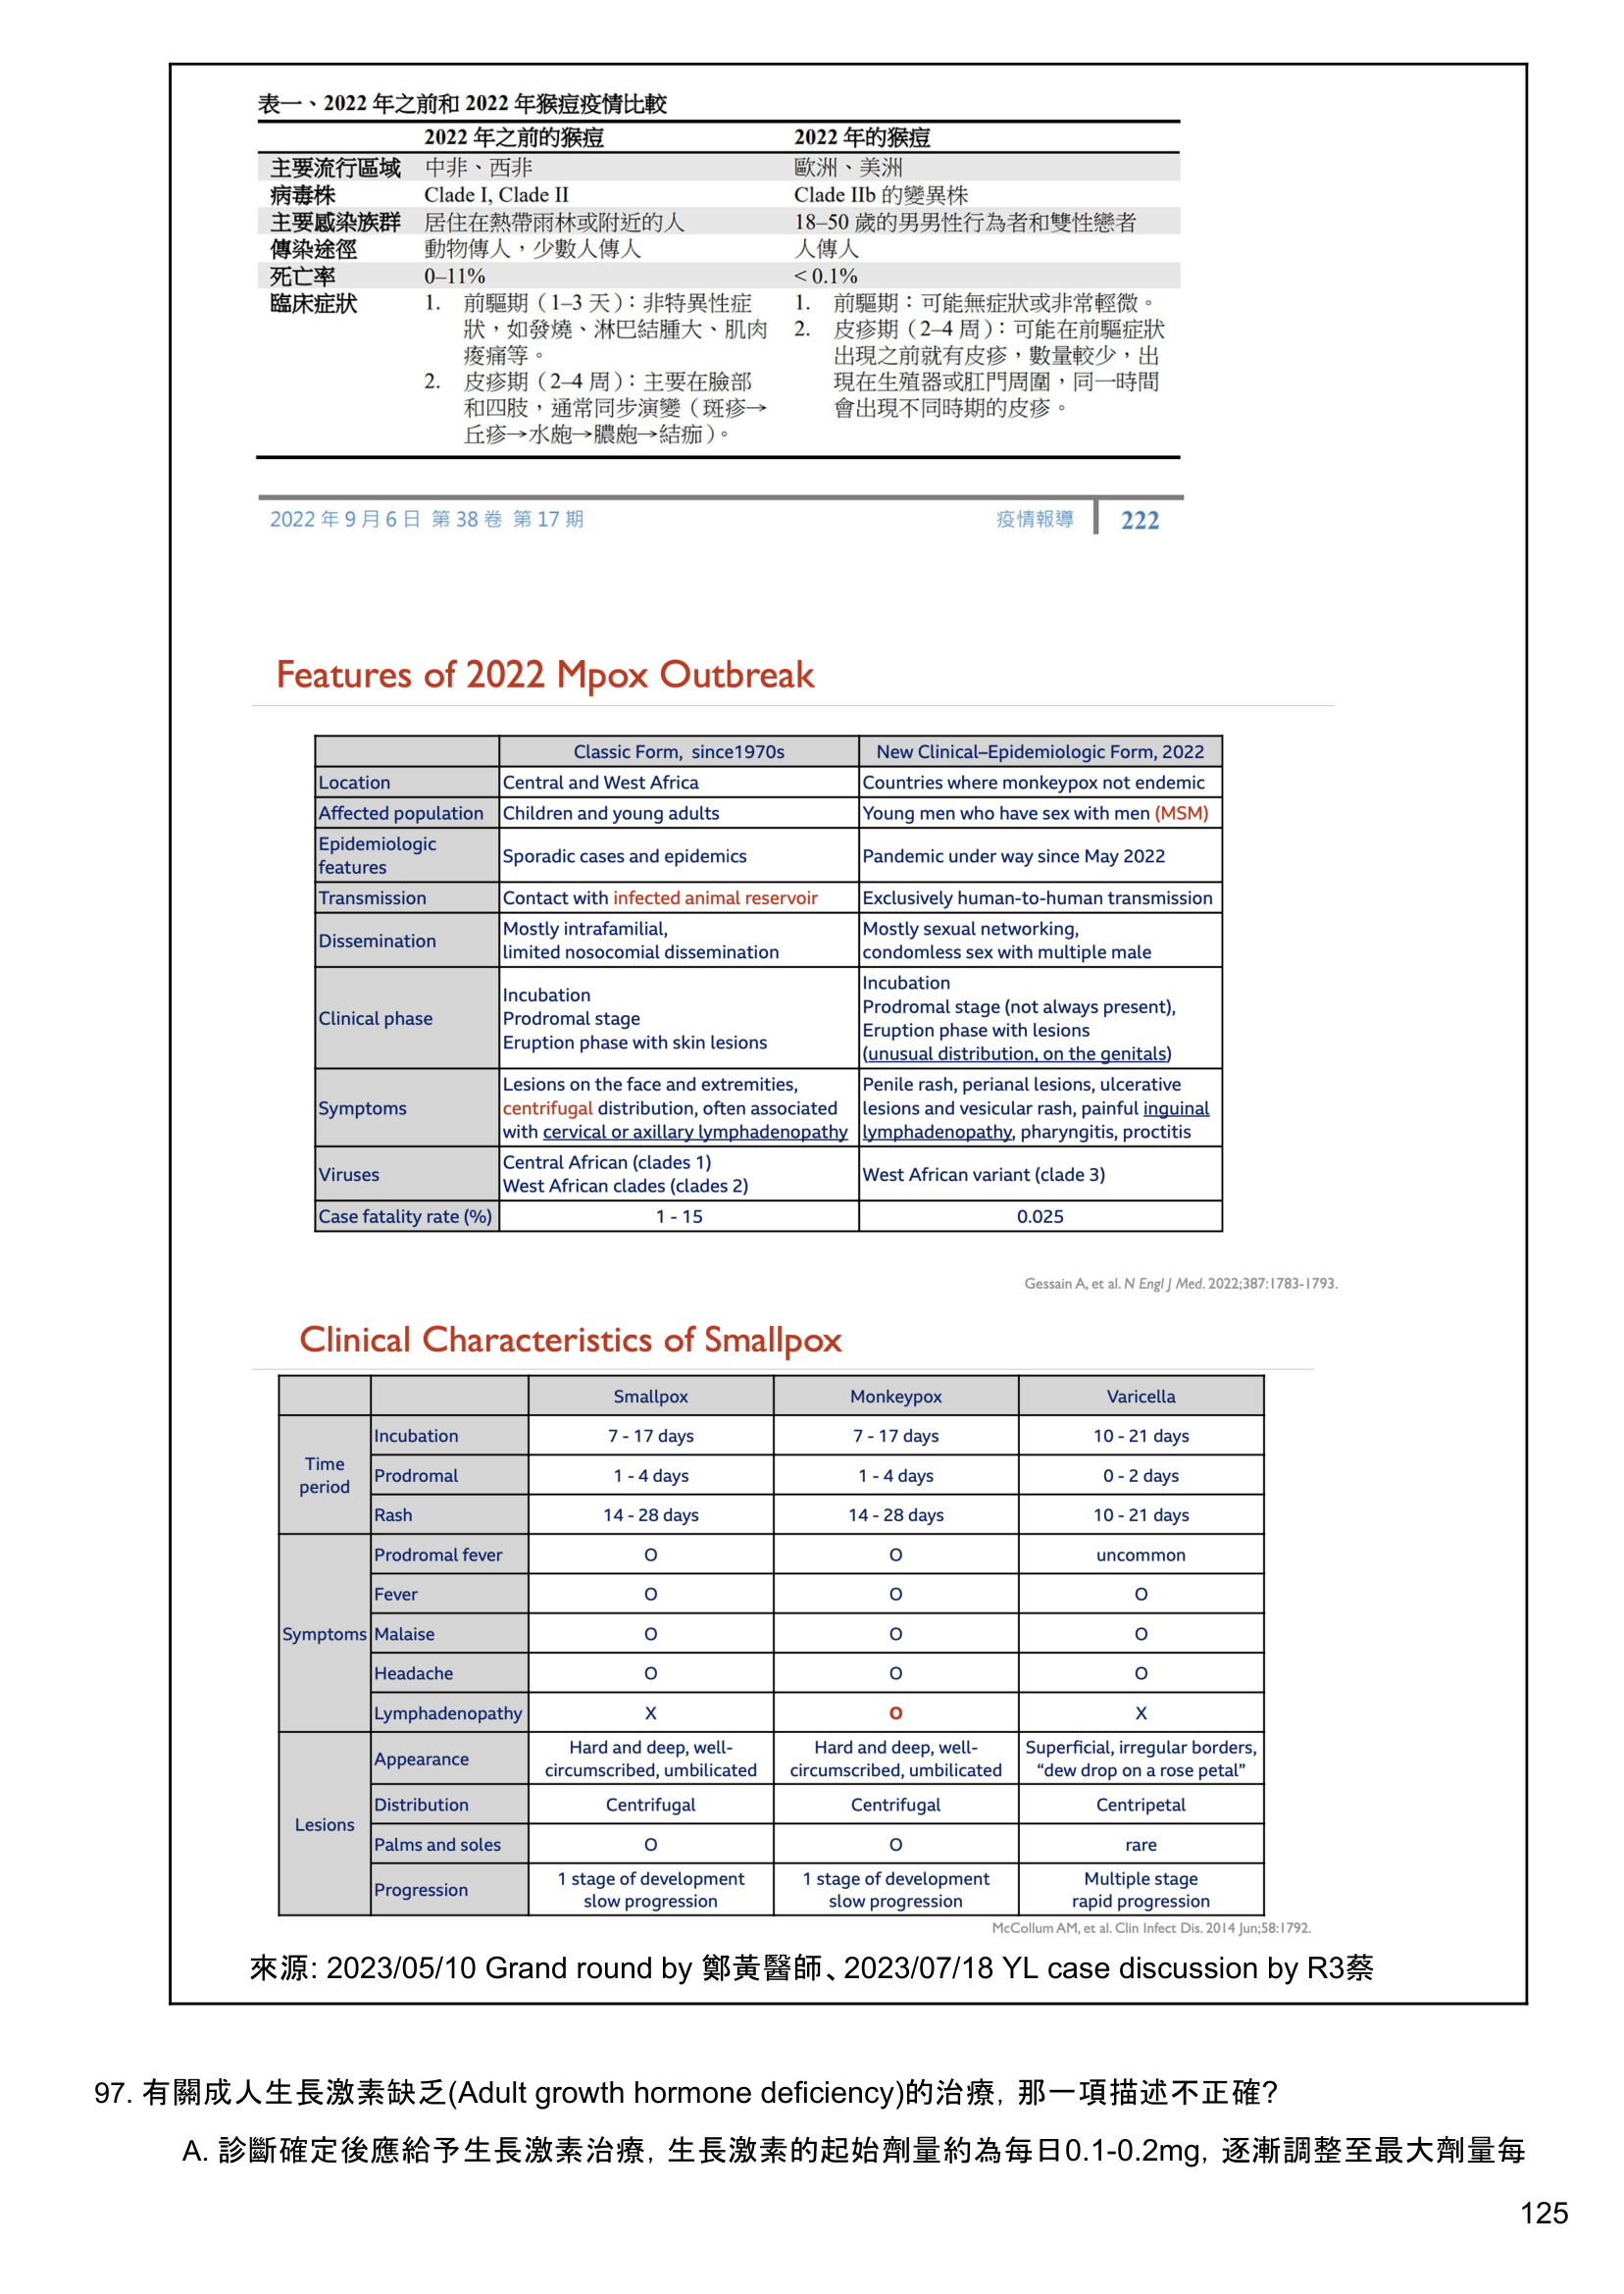 表一、2022 年之前和 2022 年猴痘疫情比較
2022 年之前的猴痘 2022 年的猴痘
主要流行區域 中非、西非 歐洲、美洲
病毒株 Clade I, Clade II Clade IIb 的變異株
主要感染族群 居住在熱帶雨林或附近的人 18–50 歲的男男性行為者和雙性戀者
傳染途徑 動物傳人，少數人傳人 人傳人
死亡率 0–11% < 0.1%
臨床症狀
1. 前驅期（1–3 天）：非特異性症
狀，如發燒、淋巴結腫大、肌肉
痠痛等。
2. 皮疹期（2–4 周）：主要在臉部
和四肢，通常同步演變（斑疹→
丘疹→水皰→膿皰→結痂）。
1. 前驅期：可能無症狀或非常輕微。
2. 皮疹期（2–4 周）：可能在前驅症狀
出現之前就有皮疹，數量較少，出
現在生殖器或肛門周圍，同一時間
會出現不同時期的皮疹。
2022 年 9 月 6 日 第 38 卷 第 17 期 疫情報導 222
Features of 2022 Mpox Outbreak
Classic Form, since1970s New Clinical–Epidemiologic Form, 2022
Location Central and West Africa Countries where monkeypox not endemic
Affected population Children and young adults Young men who have sex with men (MSM)
Epidemiologic
features
Sporadic cases and epidemics Pandemic under way since May 2022
Transmission Contact with infected animal reservoir Exclusively human-to-human transmission
Dissemination
Mostly intrafamilial,
limited nosocomial dissemination
Mostly sexual networking,
condomless sex with multiple male
Clinical phase
Incubation
Prodromal stage
Eruption phase with skin lesions
Incubation
Prodromal stage (not always present),
Eruption phase with lesions
(unusual distribution, on the genitals)
Symptoms
Lesions on the face and extremities,
centrifugal distribution, often associated
with cervical or axillary lymphadenopathy
Penile rash, perianal lesions, ulcerative
lesions and vesicular rash, painful inguinal
lymphadenopathy, pharyngitis, proctitis
Viruses
Central African (clades 1)
West African clades (clades 2)
West African variant (clade 3)
Case fatality rate (%) 1 - 15 0.025
Gessain A, et al. N Engl J Med. 2022;387:1783-1793.
Clinical Characteristics of Smallpox
Smallpox Monkeypox Varicella
Time
period
Incubation 7 - 17 days 7 - 17 days 10 - 21 days
Prodromal 1 - 4 days 1 - 4 days 0 - 2 days
Rash 14 - 28 days 14 - 28 days 10 - 21 days
Symptoms
Prodromal fever O O uncommon
Fever O O O
Malaise O O O
Headache O O O
Lymphadenopathy X O X
Lesions
Appearance
Hard and deep, well-
circumscribed, umbilicated
Hard and deep, well-
circumscribed, umbilicated
Superficial, irregular borders,
“dew drop on a rose petal”
Distribution Centrifugal Centrifugal Centripetal
Palms and soles O O rare
Progression
1 stage of development
slow progression
1 stage of development
slow progression
Multiple stage
rapid progression
McCollum AM, et al. Clin Infect Dis. 2014 Jun;58:1792.
來源: 2023/05/10 Grand round by 鄭黃醫師、2023/07/18 YL case discussion by R3蔡
97. 有關成人生長激素缺乏(Adult growth hormone deficiency)的治療, 那一項描述不正確?
A. 診斷確定後應給予生長激素治療, 生長激素的起始劑量約為每日0.1-0.2mg, 逐漸調整至最大劑量每
125